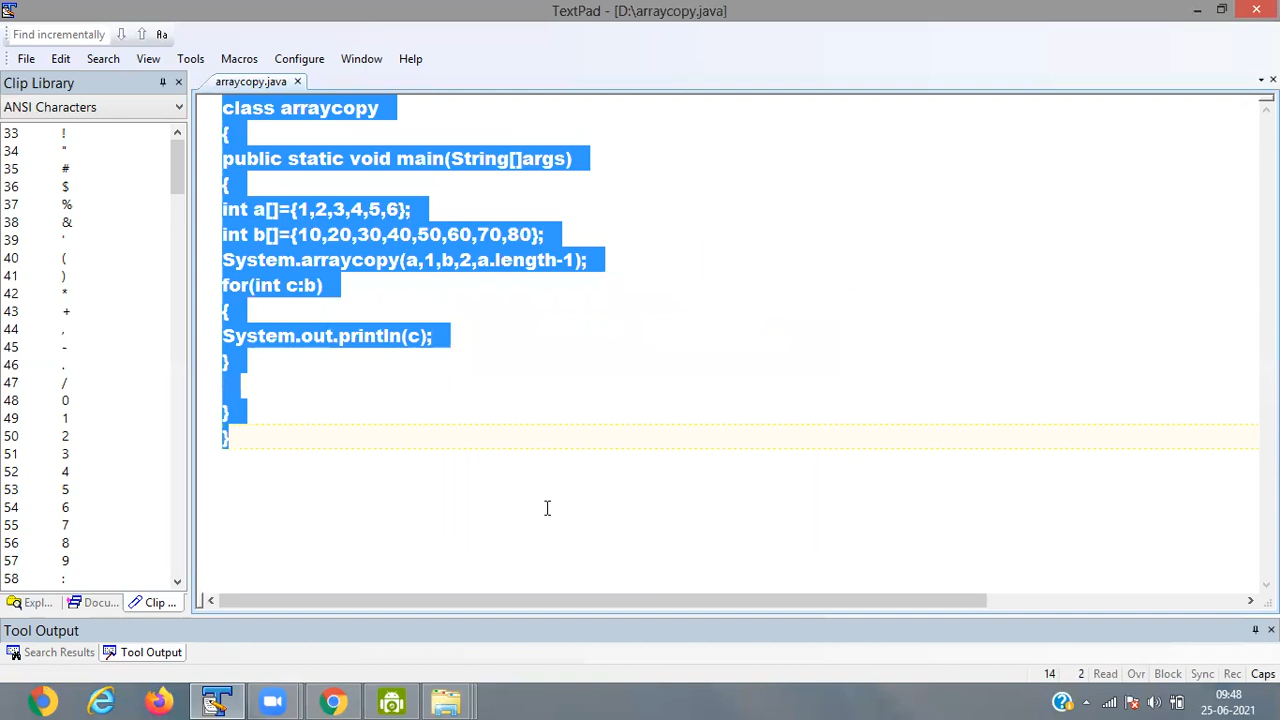 TextPad - [D:\arraycopy.java]
Find incrementally
Aa
File Edit Search View Tools Macros Configure Window Help
Clip Library
arraycopy.java
ANSI Characters
33 !
34 "
35 #
36 $
37 %
38 &
39 '
40 (
41 )
42 *
43 +
44 ,
45 -
46 .
47 /
48 0
49 1
50 2
51 3
52 4
53 5
54 6
55 7
56 8
57 9
58 :
class arraycopy
{
public static void main(String[]args)
{
int a[]={1,2,3,4,5,6};
int b[]={10,20,30,40,50,60,70,80};
System.arraycopy(a,1,b,2,a.length-1);
for(int c:b)
{
System.out.println(c);
}
}
}
Expl... Docu... Clip ...
Tool Output
Search Results Tool Output
14 2 Read Ovr Block Sync Rec Caps
09:48
25-06-2021